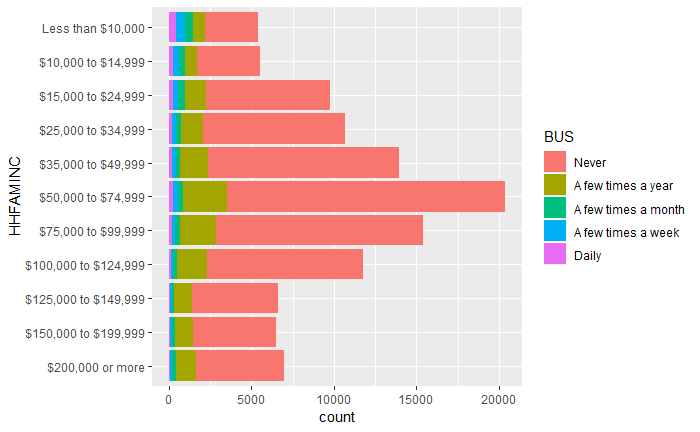 HHFAMINC
Less than $10,000
$10,000 to $14,999
$15,000 to $24,999
$25,000 to $34,999
$35,000 to $49,999
$50,000 to $74,999
$75,000 to $99,999
$100,000 to $124,999
$125,000 to $149,999
$150,000 to $199,999
$200,000 or more
0 5000 10000 15000 20000
count
BUS
Never
A few times a year
A few times a month
A few times a week
Daily